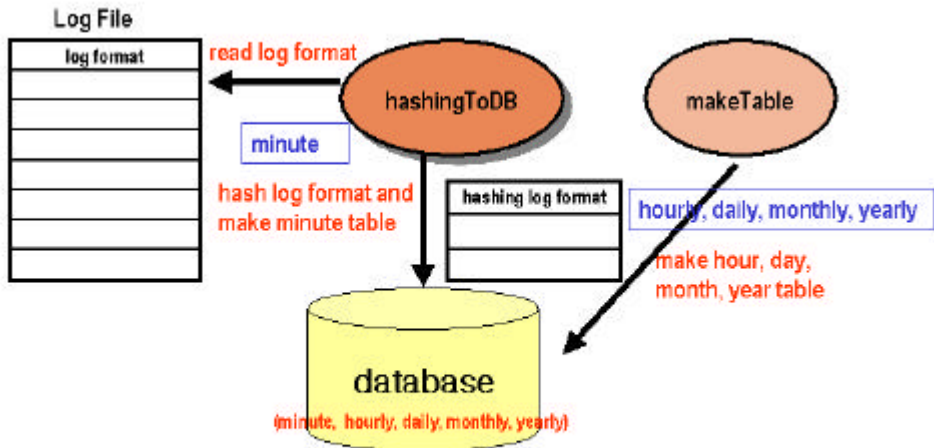 Log File
log format
read log format
hashingToDB
makeTable
minute
hash log format and
make minute table
hashing log format
hourly, daily, monthly, yearly
make hour, day,
month, year table
database
(minute, hourly, daily, monthly, yearly)